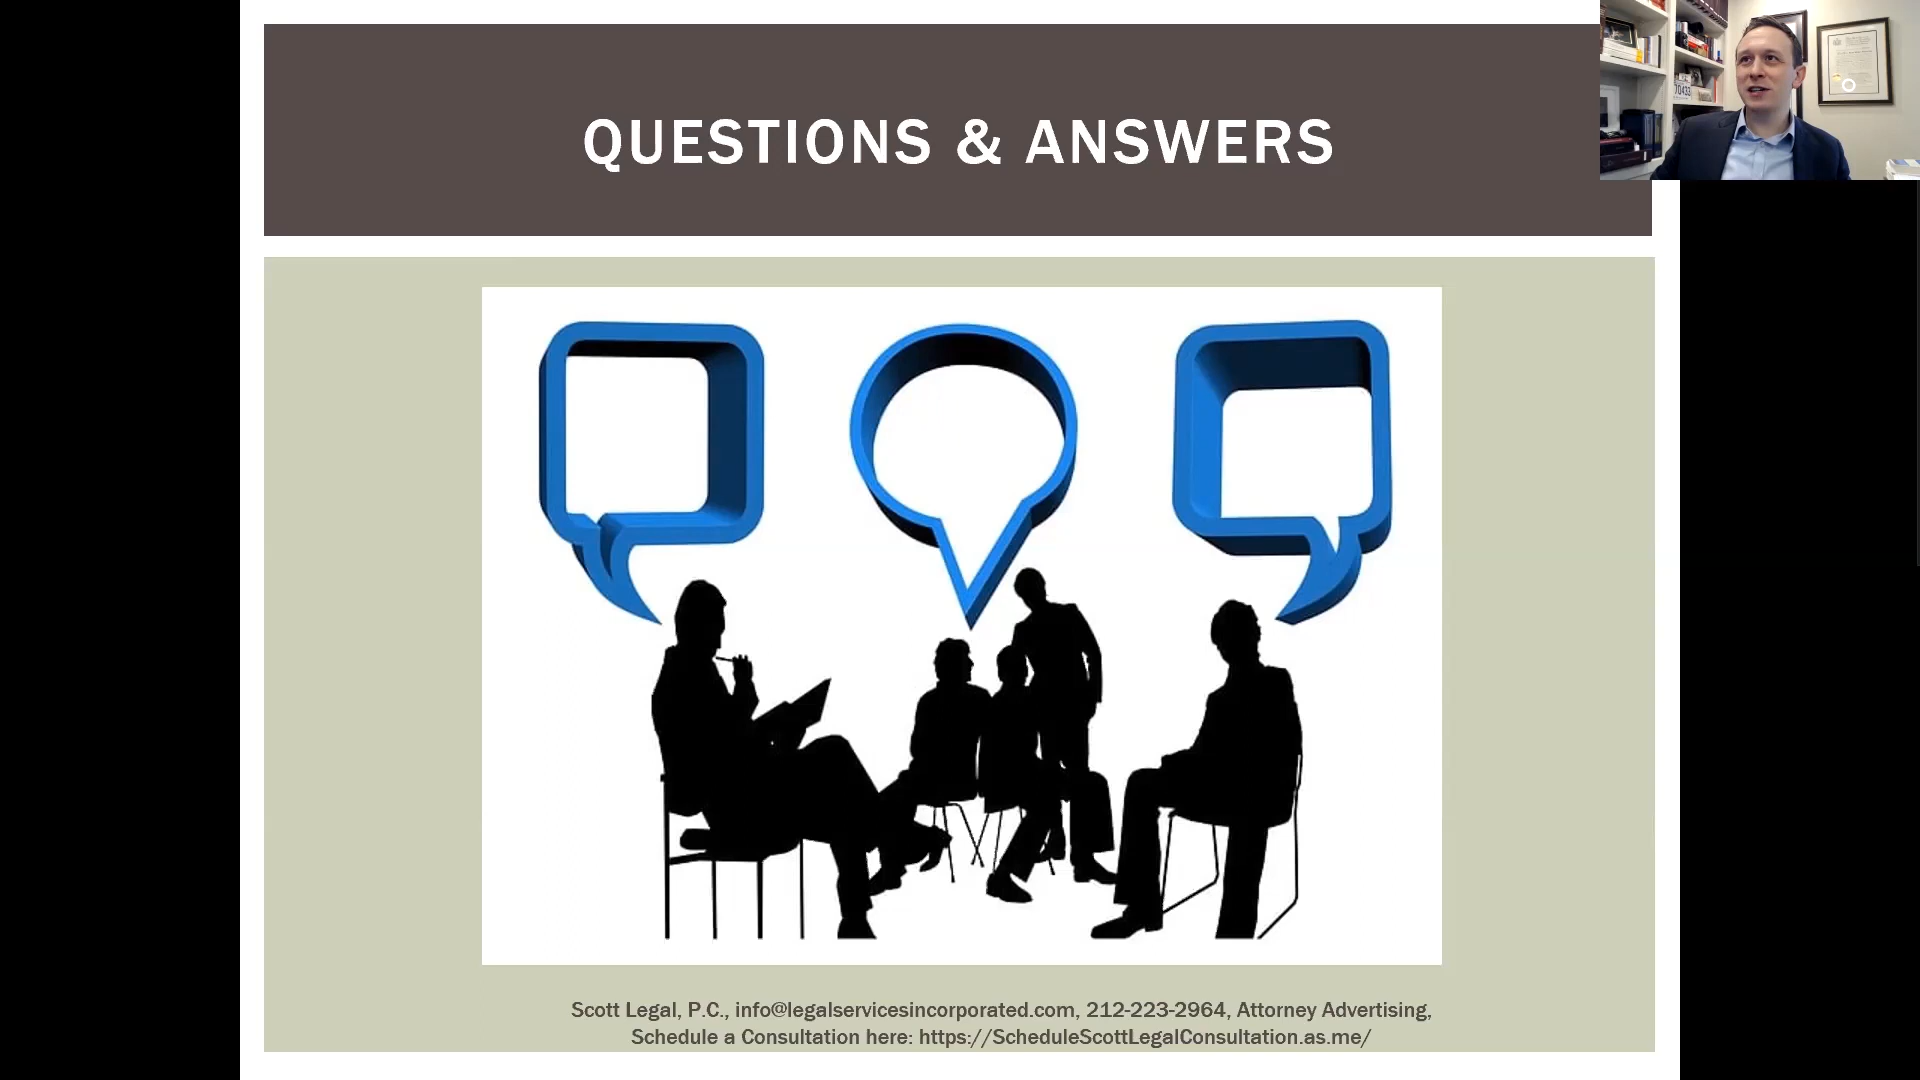 QUESTIONS & ANSWERS
Scott Legal, P.C., info@legalservicesincorporated.com, 212-223-2964, Attorney Advertising,
Schedule a Consultation here: https://ScheduleScottLegalConsultation.as.me/